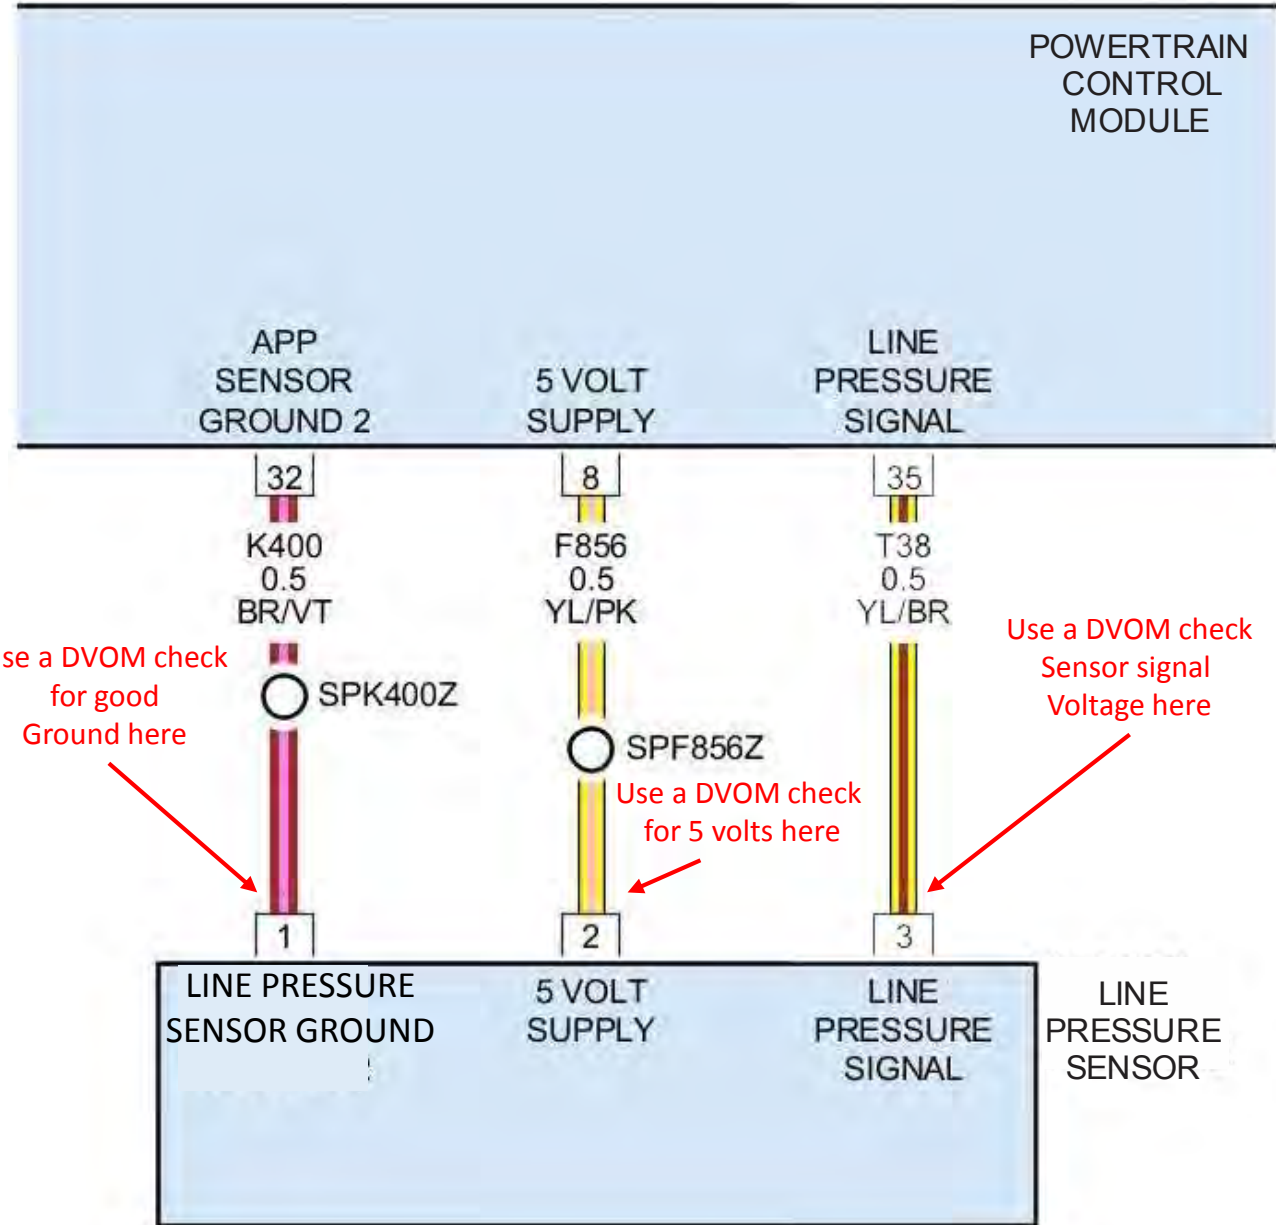 POWERTRAIN
CONTROL
MODULE
APP
SENSOR
GROUND 2
5 VOLT
SUPPLY
LINE
PRESSURE
SIGNAL
32
8
35
K400
0.5
BR/VT
F856
0.5
YL/PK
T38
0.5
YL/BR
se a DVOM check
for good
Ground here
SPK400Z
SPF856Z
Use a DVOM check
for 5 volts here
Use a DVOM check
Sensor signal
Voltage here
1
2
3
LINE PRESSURE
SENSOR GROUND
5 VOLT
SUPPLY
LINE
PRESSURE
SIGNAL
LINE
PRESSURE
SENSOR